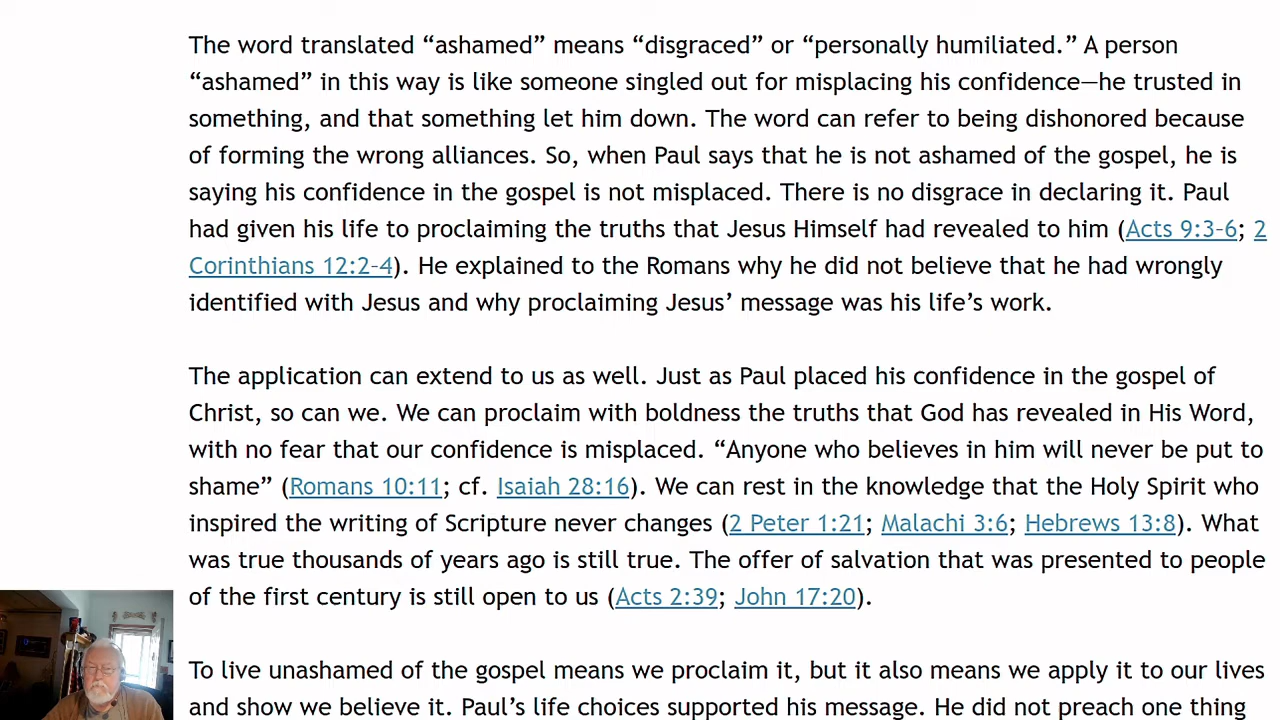 The word translated “ashamed” means “disgraced” or “personally humiliated.” A person
“ashamed” in this way is like someone singled out for misplacing his confidence—he trusted in
something, and that something let him down. The word can refer to being dishonored because
of forming the wrong alliances. So, when Paul says that he is not ashamed of the gospel, he is
saying his confidence in the gospel is not misplaced. There is no disgrace in declaring it. Paul
had given his life to proclaiming the truths that Jesus Himself had revealed to him (Acts 9:3-6; 2
Corinthians 12:2-4). He explained to the Romans why he did not believe that he had wrongly
identified with Jesus and why proclaiming Jesus’ message was his life’s work.
The application can extend to us as well. Just as Paul placed his confidence in the gospel of
Christ, so can we. We can proclaim with boldness the truths that God has revealed in His Word,
with no fear that our confidence is misplaced. “Anyone who believes in him will never be put to
shame” (Romans 10:11; cf. Isaiah 28:16). We can rest in the knowledge that the Holy Spirit who
inspired the writing of Scripture never changes (2 Peter 1:21; Malachi 3:6; Hebrews 13:8). What
was true thousands of years ago is still true. The offer of salvation that was presented to people
of the first century is still open to us (Acts 2:39; John 17:20).
To live unashamed of the gospel means we proclaim it, but it also means we apply it to our lives
and show we believe it. Paul’s life choices supported his message. He did not preach one thing